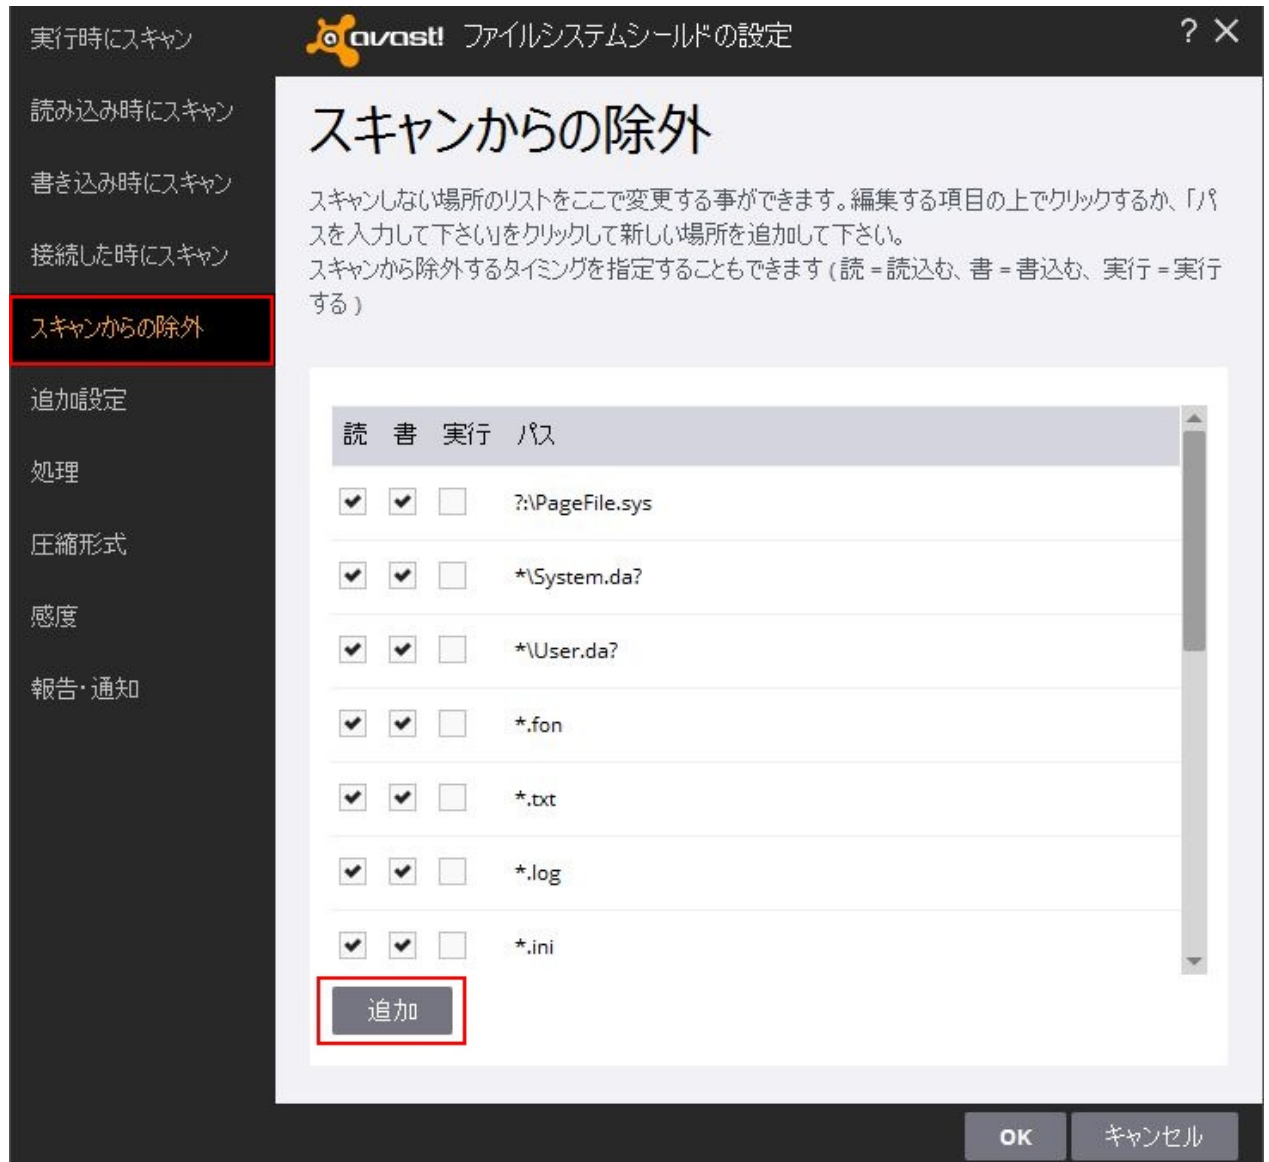 実行時にスキャン
読み込み時にスキャン
書き込み時にスキャン
接続した時にスキャン
スキャンからの除外
追加設定
処理
圧縮形式
感度
報告・通知
avast! ファイルシステムシールドの設定
?
スキャンからの除外
スキャンしない場所のリストをここで変更する事ができます。編集する項目の上でクリックするか、「パ
スを入力して下さい」をクリックして新しい場所を追加して下さい。
スキャンから除外するタイミングを指定することもできます ( 読 = 読込む、書 = 書込む、 実行 = 実行
する )
読 書 実行 パス
?:\PageFile.sys
*\System.da?
*\User.da?
*.fon
*.txt
*.log
*.ini
追加
OK キャンセル